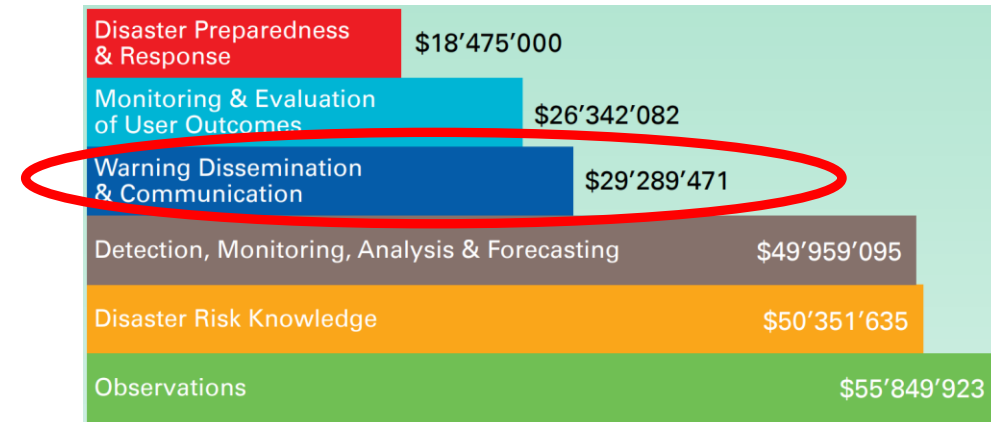 Disaster Preparedness
& Response
$18’475’000
Monitoring & Evaluation
of User Outcomes
$26’342’082
Warning Dissemination
& Communication
$29’289’471
Detection, Monitoring, Analysis & Forecasting
$49’959’095
Disaster Risk Knowledge
$50’351’635
Observations
$55’849’923